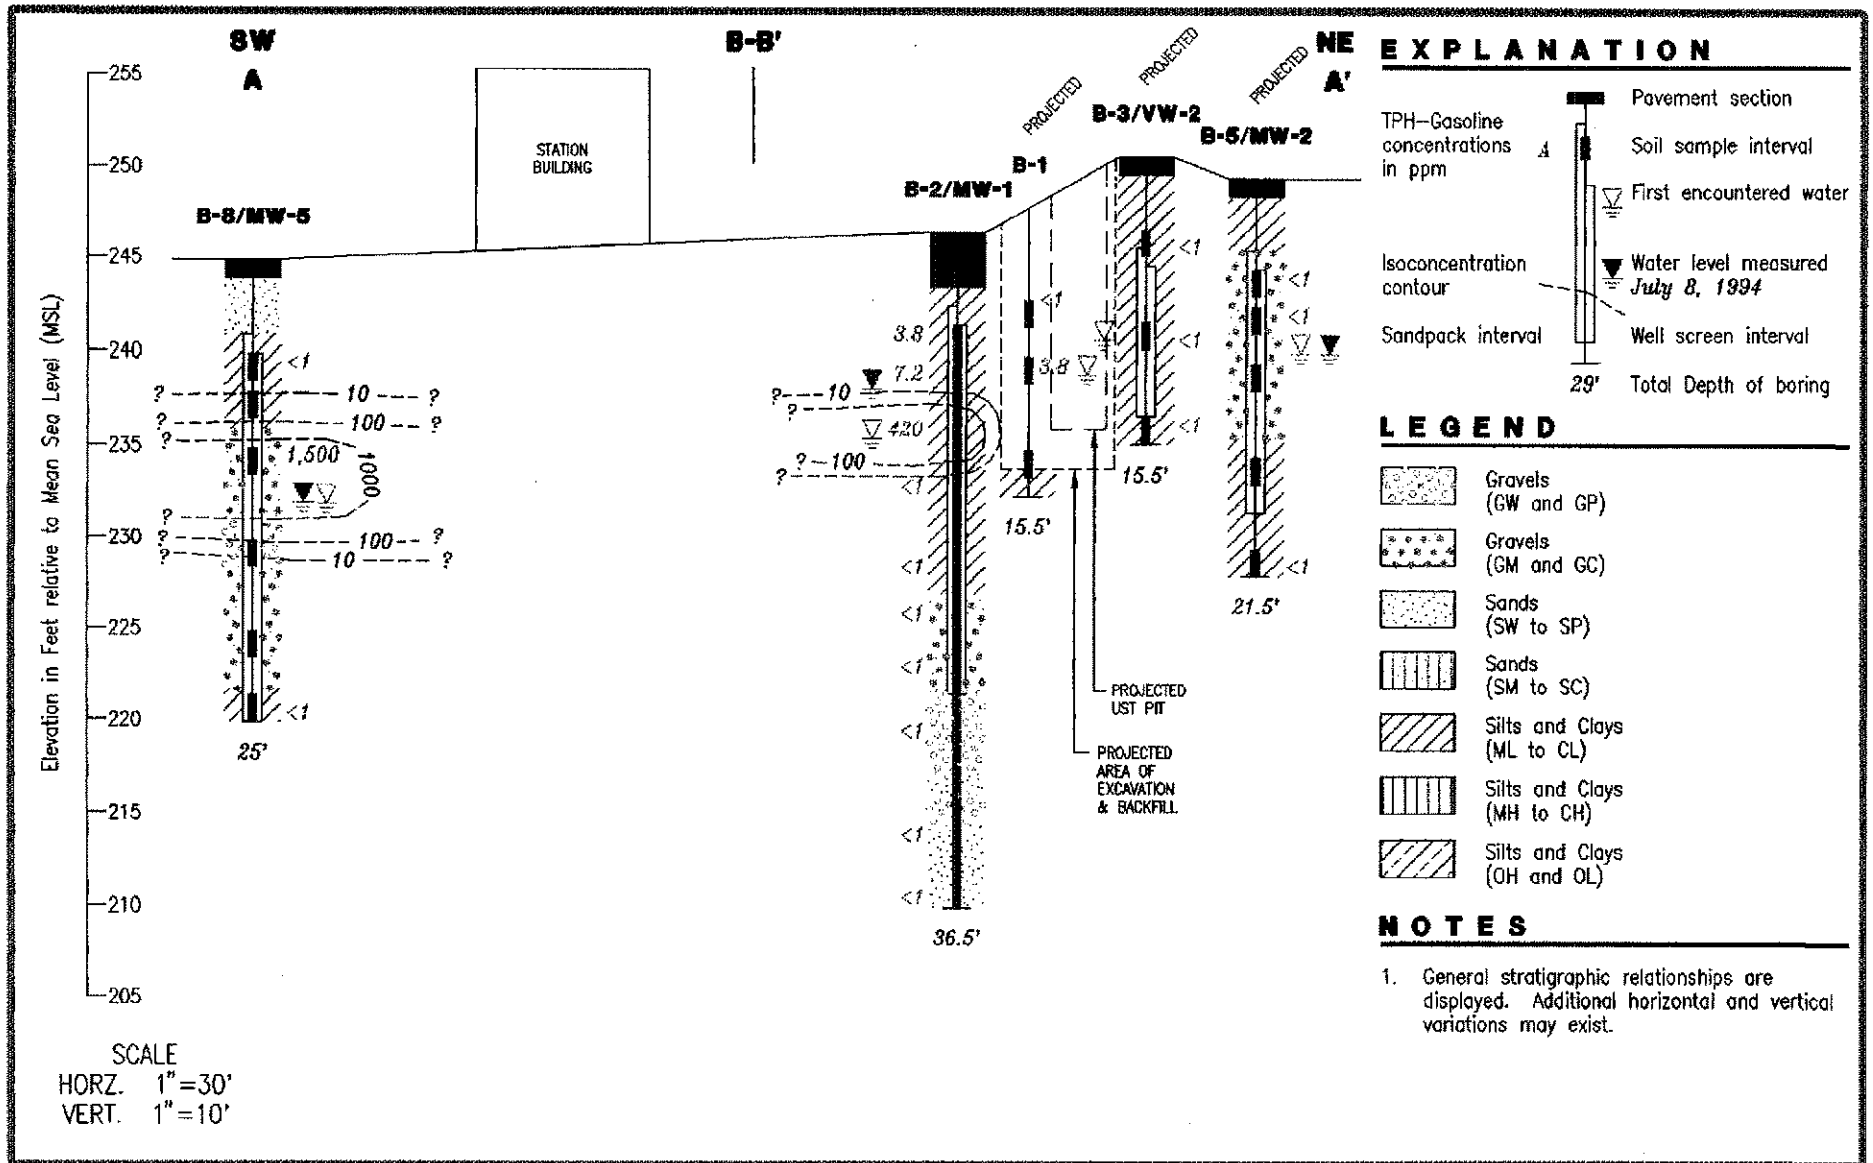 SW
A
B-B'
NE
A'
PROJECTED
PROJECTED
PROJECTED
B-3/VW-2
B-5/MW-2
B-1
B-2/MW-1
B-8/MW-5
STATION
BUILDING
Elevation in Feet relative to Mean Sea Level (MSL)
255
250
245
240
235
230
225
220
215
210
205
<1
? 10 ?
? 100 ?
?
1,500
1000
?
? 100 ?
? 10 ?
<1
25'
3.8
7.2
? 10
?
420
? 100
?
<1
<1
<1
<1
<1
<1
<1
36.5'
<1
3.8
15.5'
<1
<1
<1
15.5'
<1
<1
<1
21.5'
PROJECTED
UST PIT
PROJECTED
AREA OF
EXCAVATION
& BACKFILL
SCALE
HORZ. 1"=30'
VERT. 1"=10'
EXPLANATION
TPH-Gasoline
concentrations
in ppm
A
Pavement section
Soil sample interval
First encountered water
Isoconcentration
contour
Water level measured
July 8, 1994
Sandpack interval
Well screen interval
29'
Total Depth of boring
LEGEND
Gravels
(GW and GP)
Gravels
(GM and GC)
Sands
(SW to SP)
Sands
(SM to SC)
Silts and Clays
(ML to CL)
Silts and Clays
(MH to CH)
Silts and Clays
(OH and OL)
NOTES
1. General stratigraphic relationships are
displayed. Additional horizontal and vertical
variations may exist.